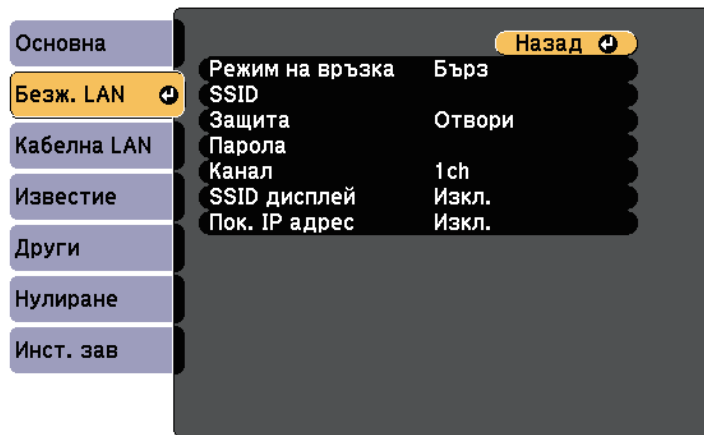 Основна
Безж. LAN
Кабелна LAN
Известие
Други
Нулиране
Инст. зав
Назад
Режим на връзка Бърз
SSID
Защита Отвори
Парола
Канал 1ch
SSID дисплей Изкл.
Пок. IP адрес Изкл.